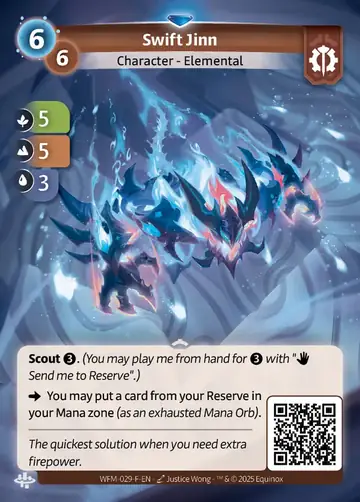 6
6
Swift Jinn
Character - Elemental
5
5
3
Scout 3. (You may play me from hand for 3 with "
Send me to Reserve".)
You may put a card from your Reserve in
your Mana zone (as an exhausted Mana Orb).
The quickest solution when you need extra
firepower.
WFM-029-F-EN - Justice Wong - ™ & © 2025 Equinox